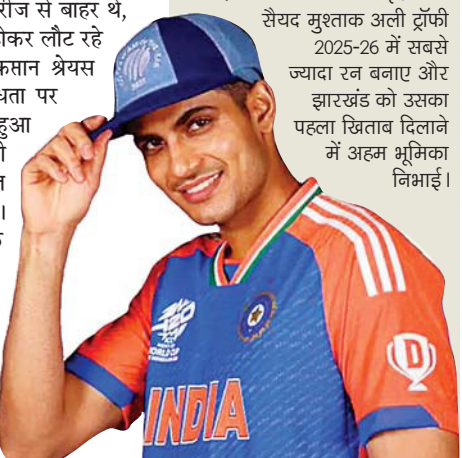 रीज से बाहर थे,
होकर लौट रहे
कप्तान श्रेयस
धता पर
हुआ
सैयद मुश्ताक अली ट्रॉफी
2025-26 में सबसे
ज्यादा रन बनाए और
झारखंड को उसका
पहला खिताब दिलाने
में अहम भूमिका
निभाई।
INDIA
D